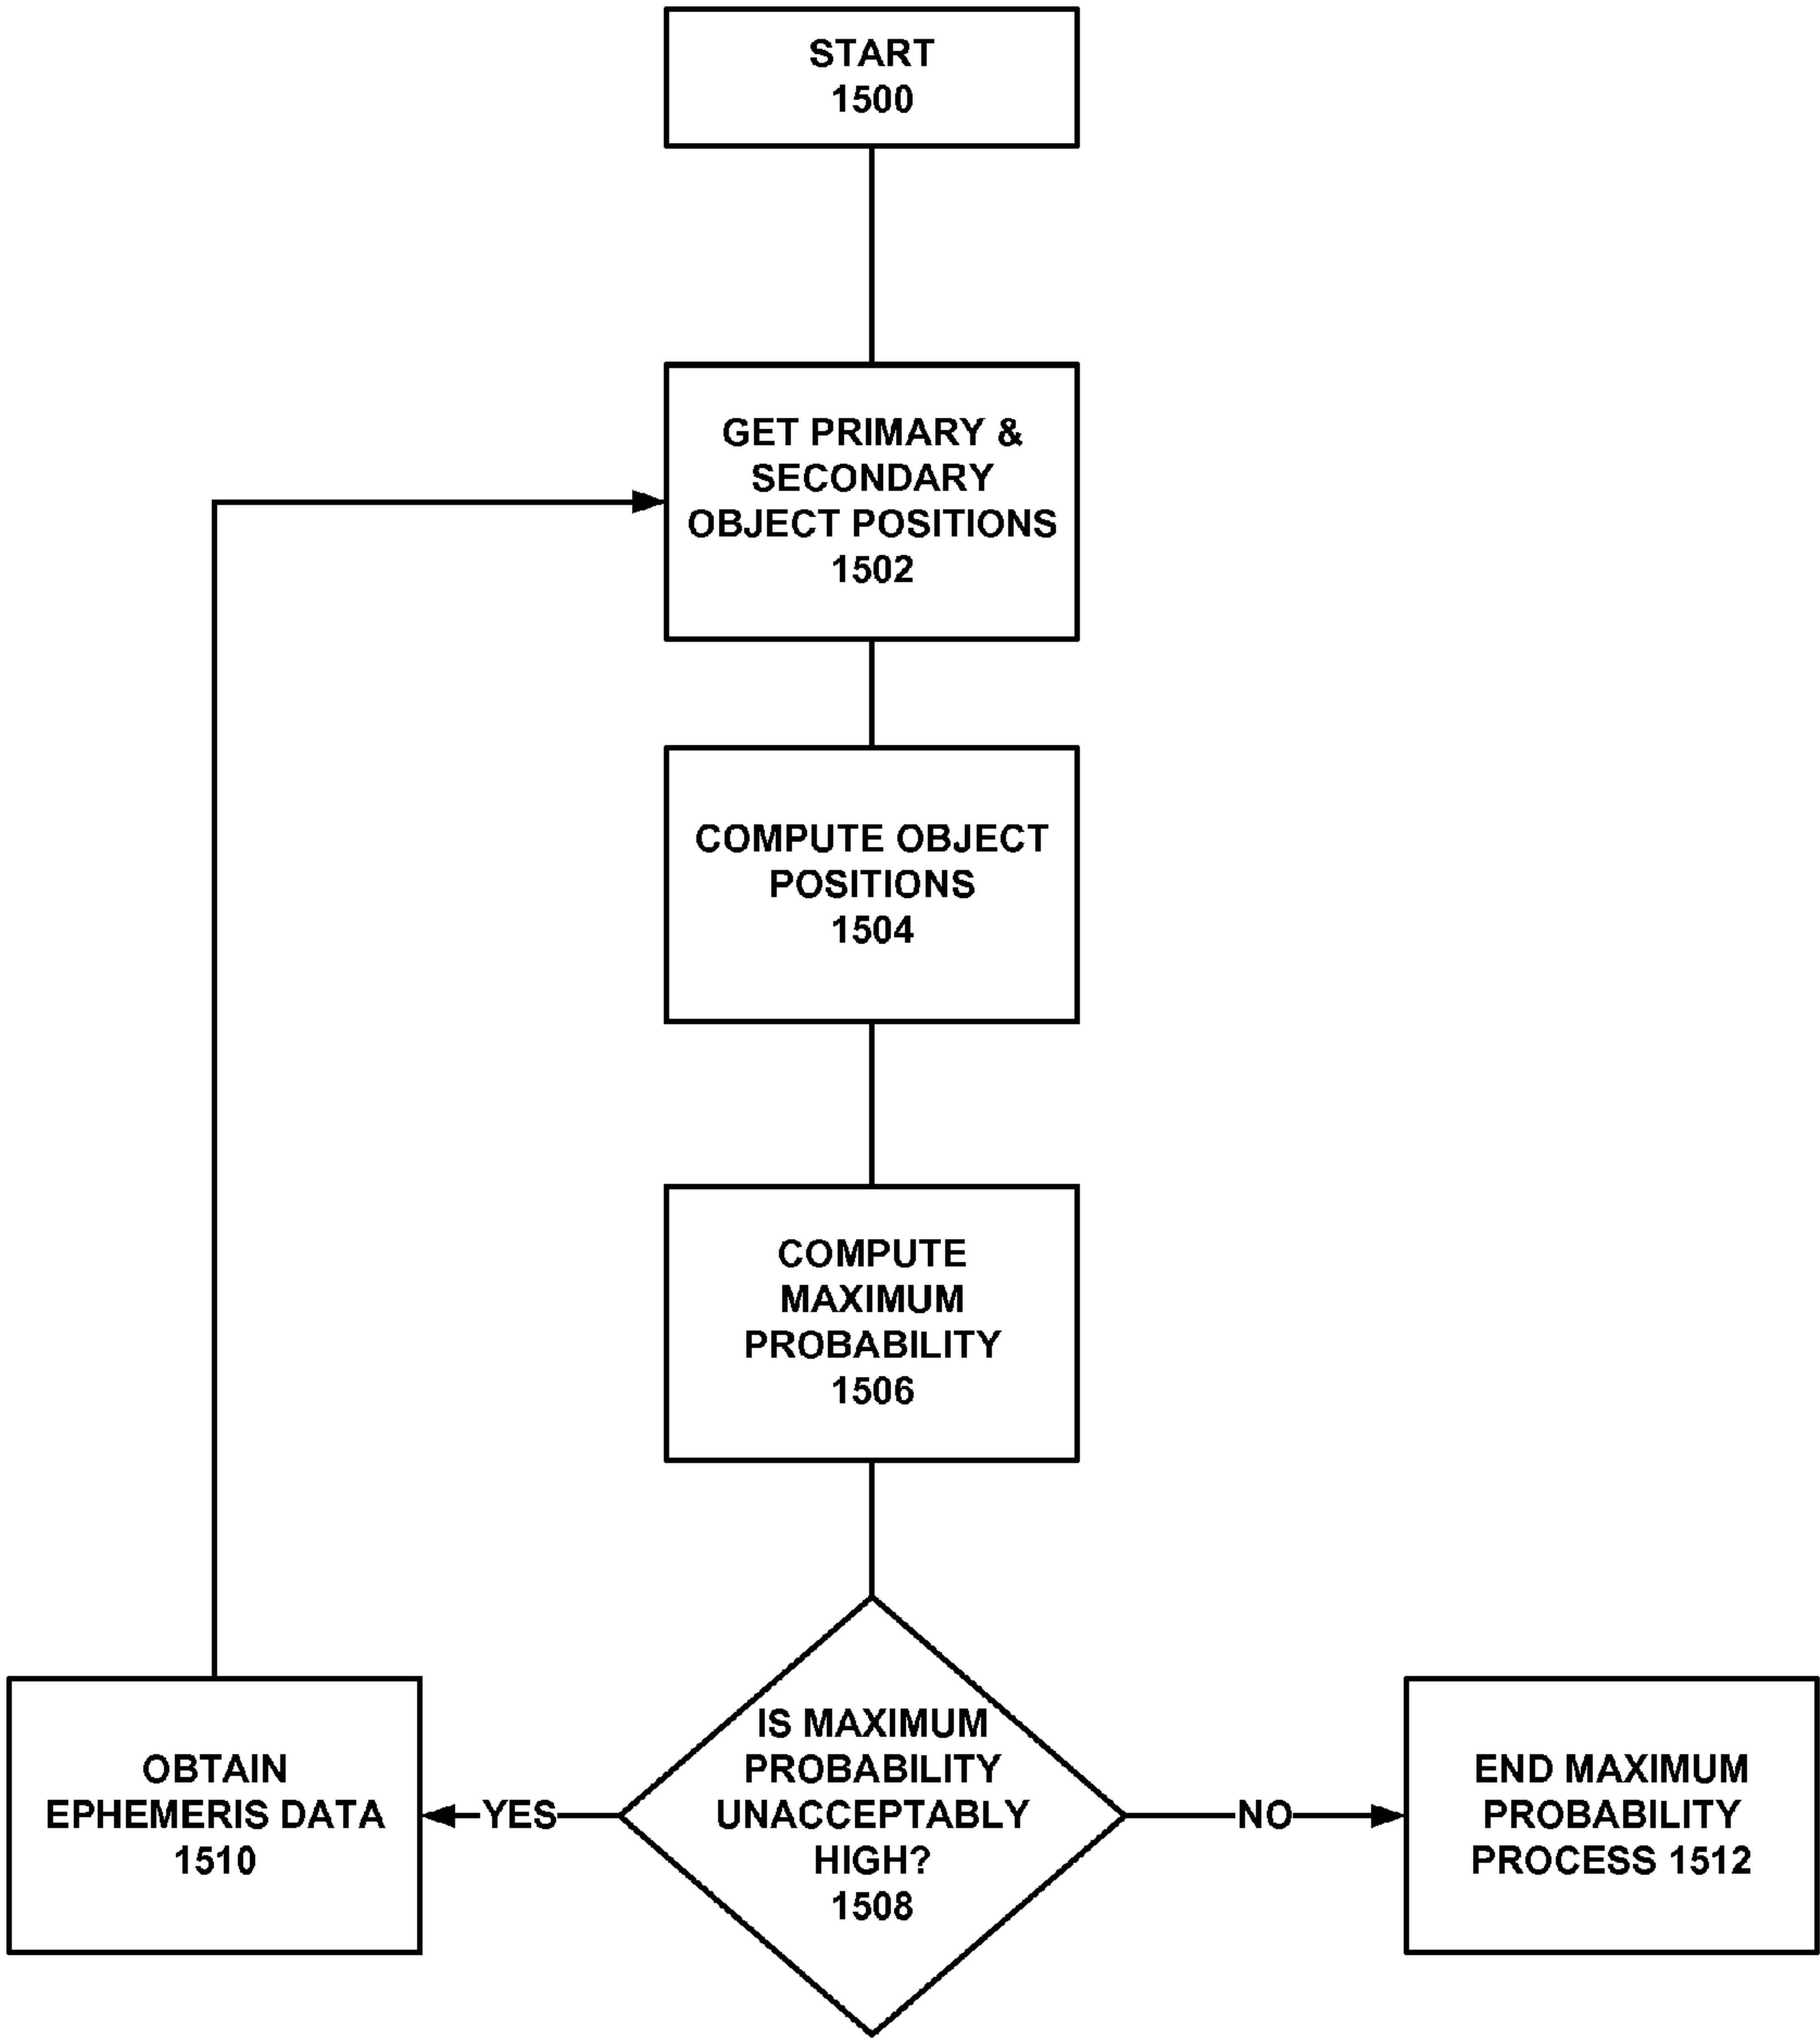 START
1500
GET PRIMARY &
SECONDARY
OBJECT POSITIONS
1502
COMPUTE OBJECT
POSITIONS
1504
COMPUTE
MAXIMUM
PROBABILITY
1506
IS MAXIMUM
PROBABILITY
UNACCEPTABLY
HIGH?
1508
YES
OBTAIN
EPHEMERIS DATA
1510
NO
END MAXIMUM
PROBABILITY
PROCESS 1512